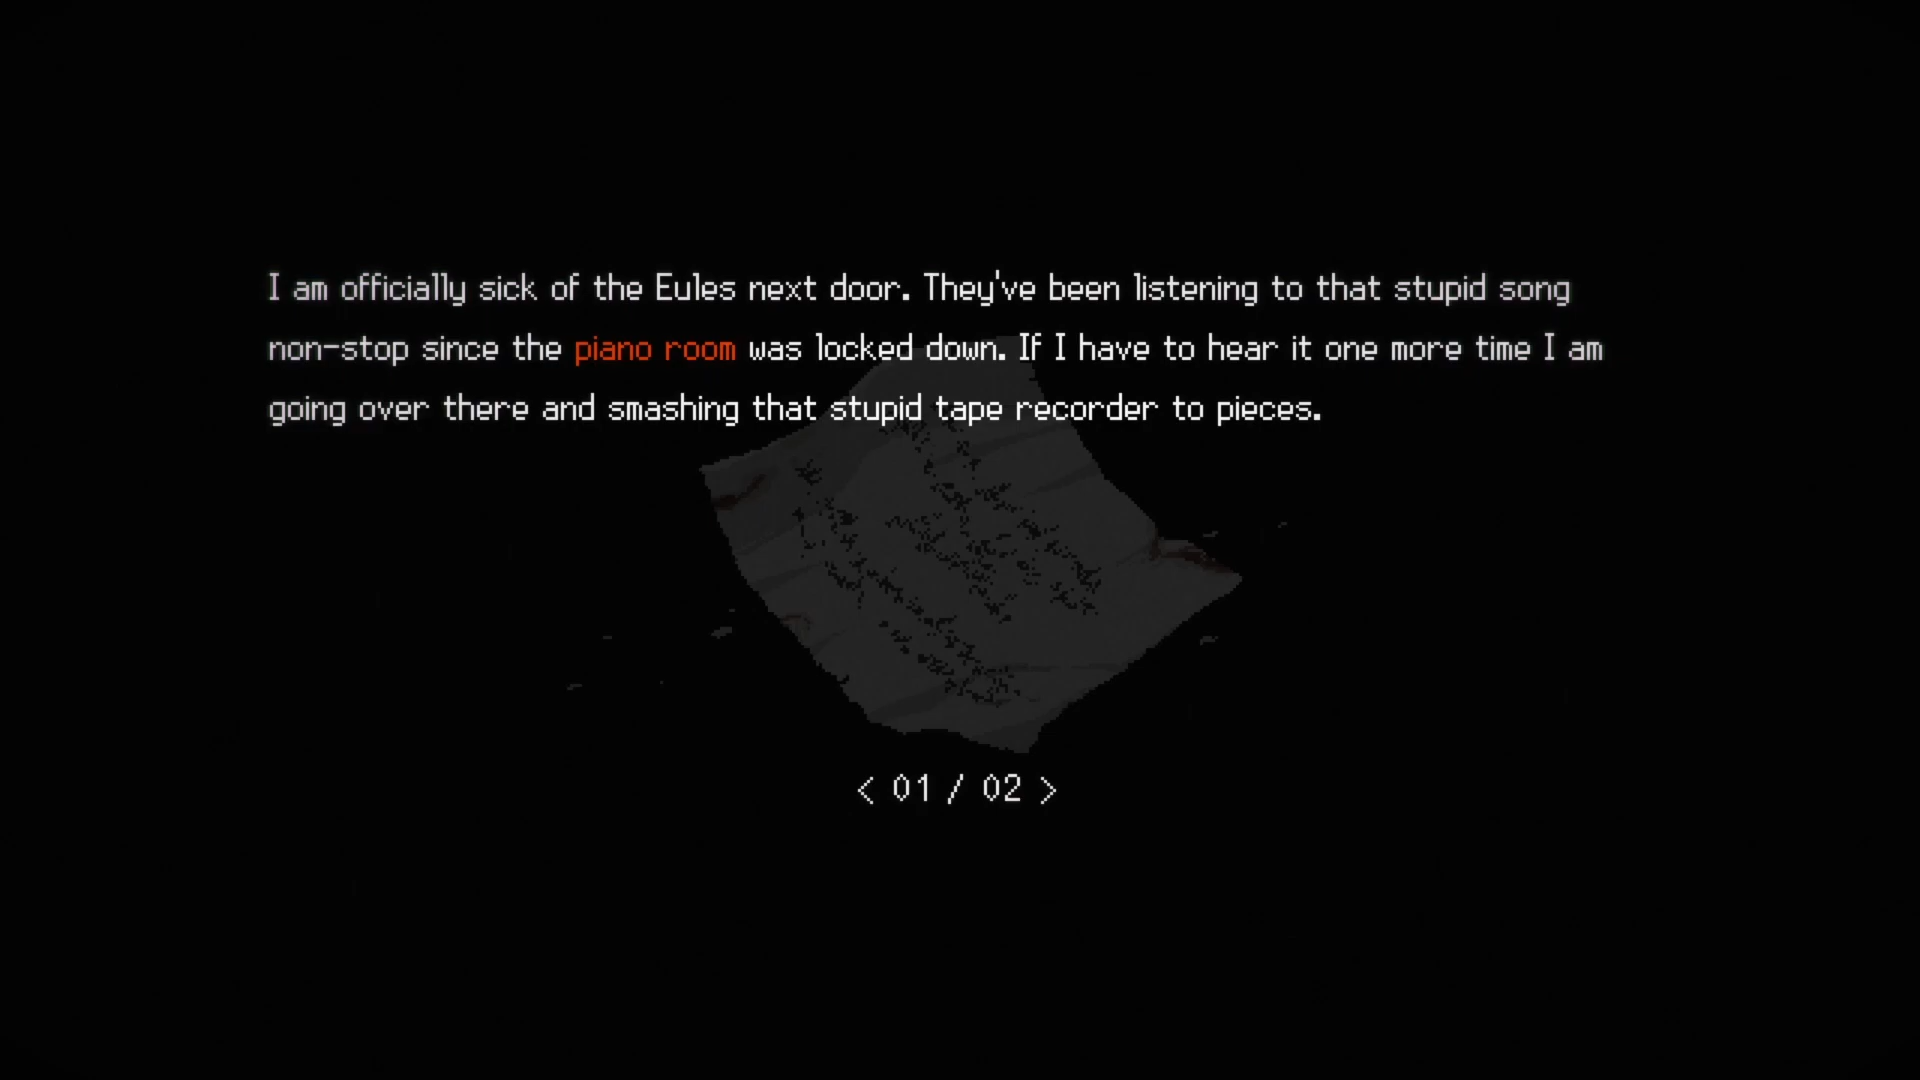 I am officially sick of the Eules next door. They've been listening to that stupid song
non-stop since the piano room was locked down. If I have to hear it one more time I am
going over there and smashing that stupid tape recorder to pieces.
< 01 / 02 >